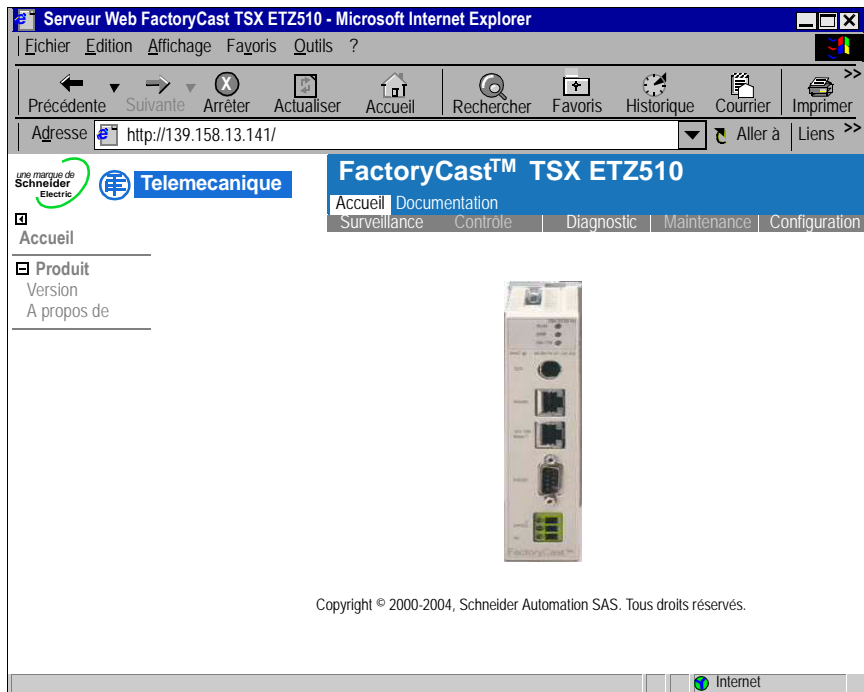 Serveur Web FactoryCast TSX ETZ510 - Microsoft Internet Explorer
Fichier Edition Affichage Favoris Outils ?
Précédente Suivante Arrêter Actualiser Accueil Rechercher Favoris Historique Courrier Imprimer >>
Adresse http://139.158.13.141/ Aller à Liens >>
une marque de
Schneider
Electric
Telemecanique
FactoryCast™ TSX ETZ510
Accueil Documentation
Surveillance Contrôle Diagnostic Maintenance Configuration
Accueil
Produit
Version
A propos de
FactoryCast™
Copyright © 2000-2004, Schneider Automation SAS. Tous droits réservés.
Internet